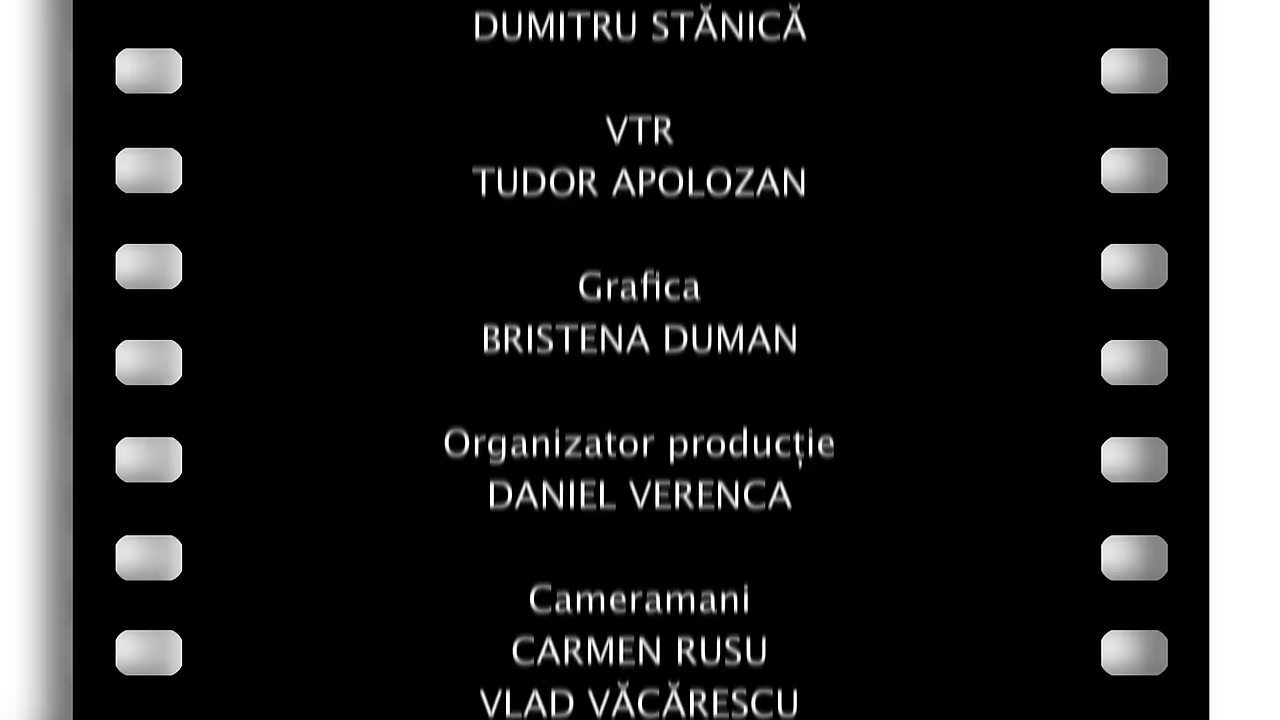 DUMITRU STĂNICĂ
VTR
TUDOR APOLOZAN
Grafica
BRISTENA DUMAN
Organizator producție
DANIEL VERENCA
Cameramani
CARMEN RUSU
VLAD VĂCĂRESCU